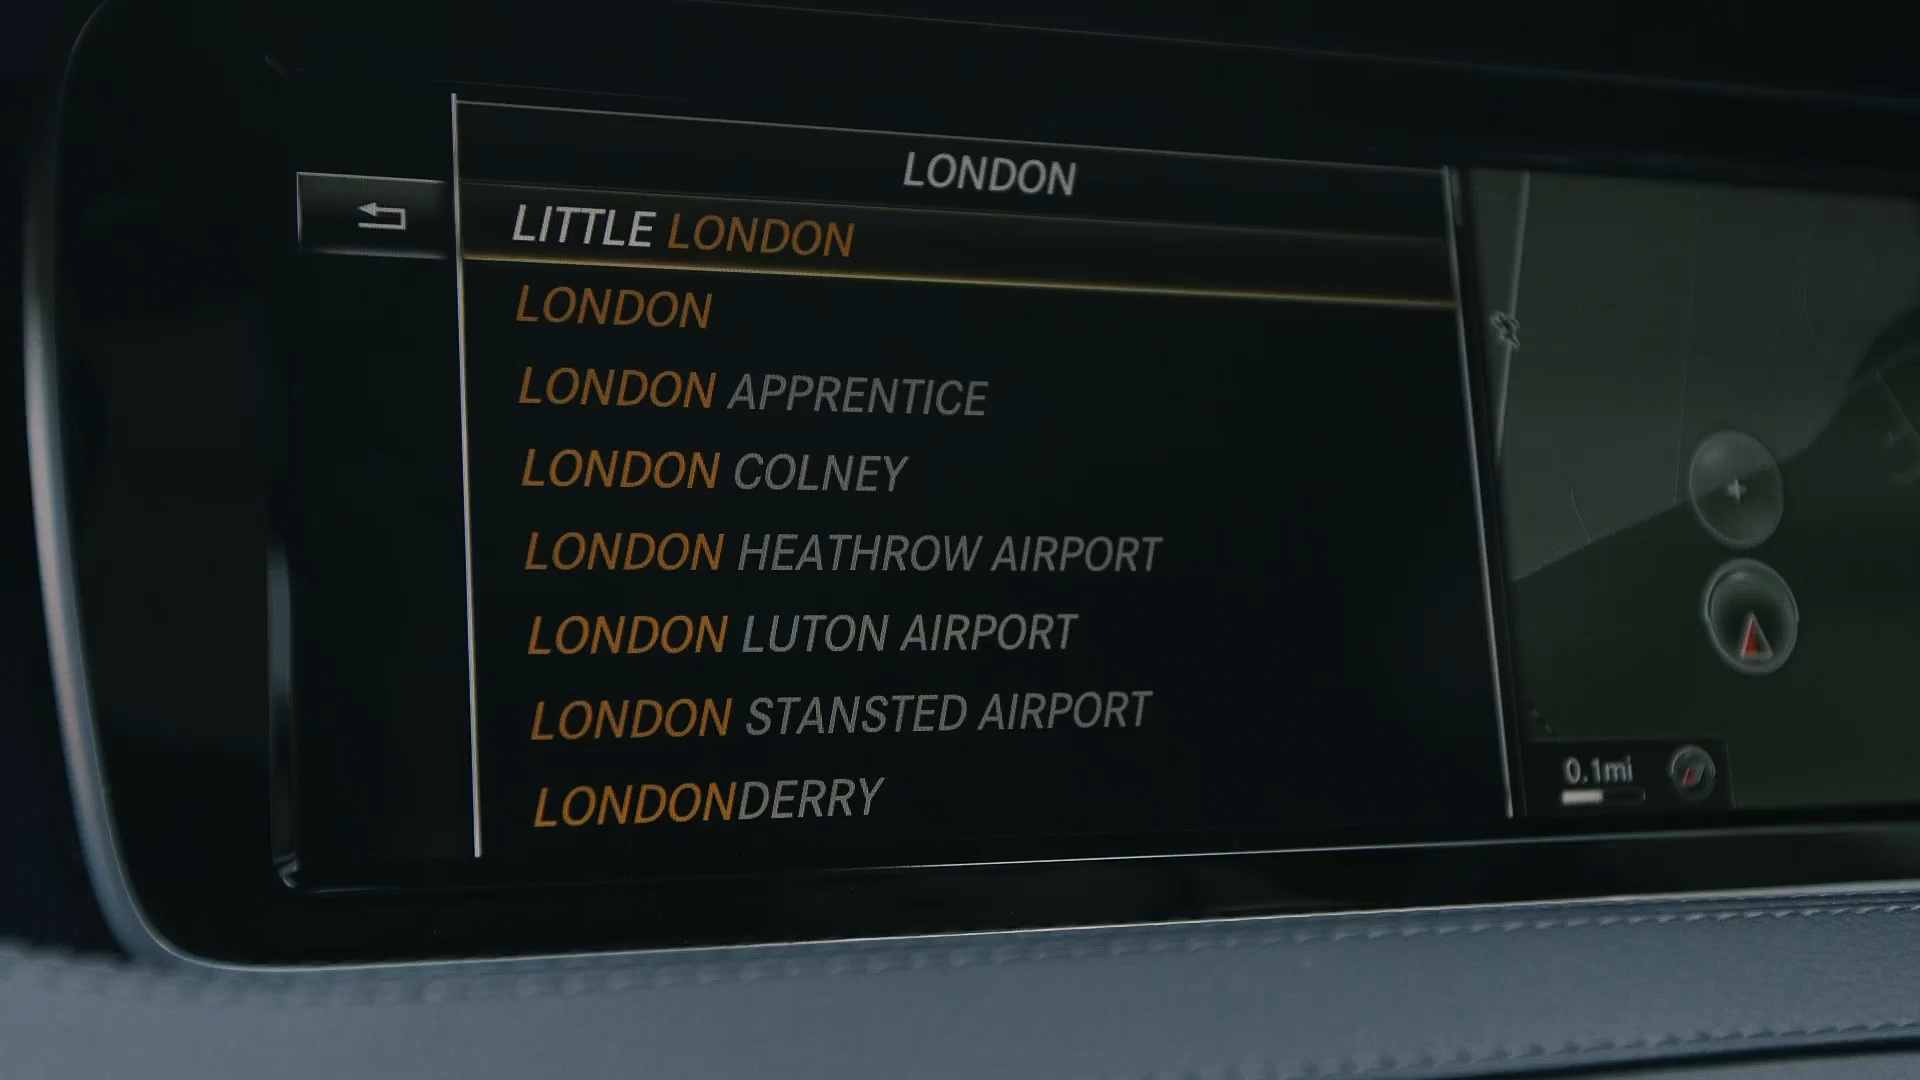 LONDON
LITTLE LONDON
LONDON
LONDON APPRENTICE
LONDON COLNEY
LONDON HEATHROW AIRPORT
LONDON LUTON AIRPORT
LONDON STANSTED AIRPORT
LONDONDERRY
0.1mi